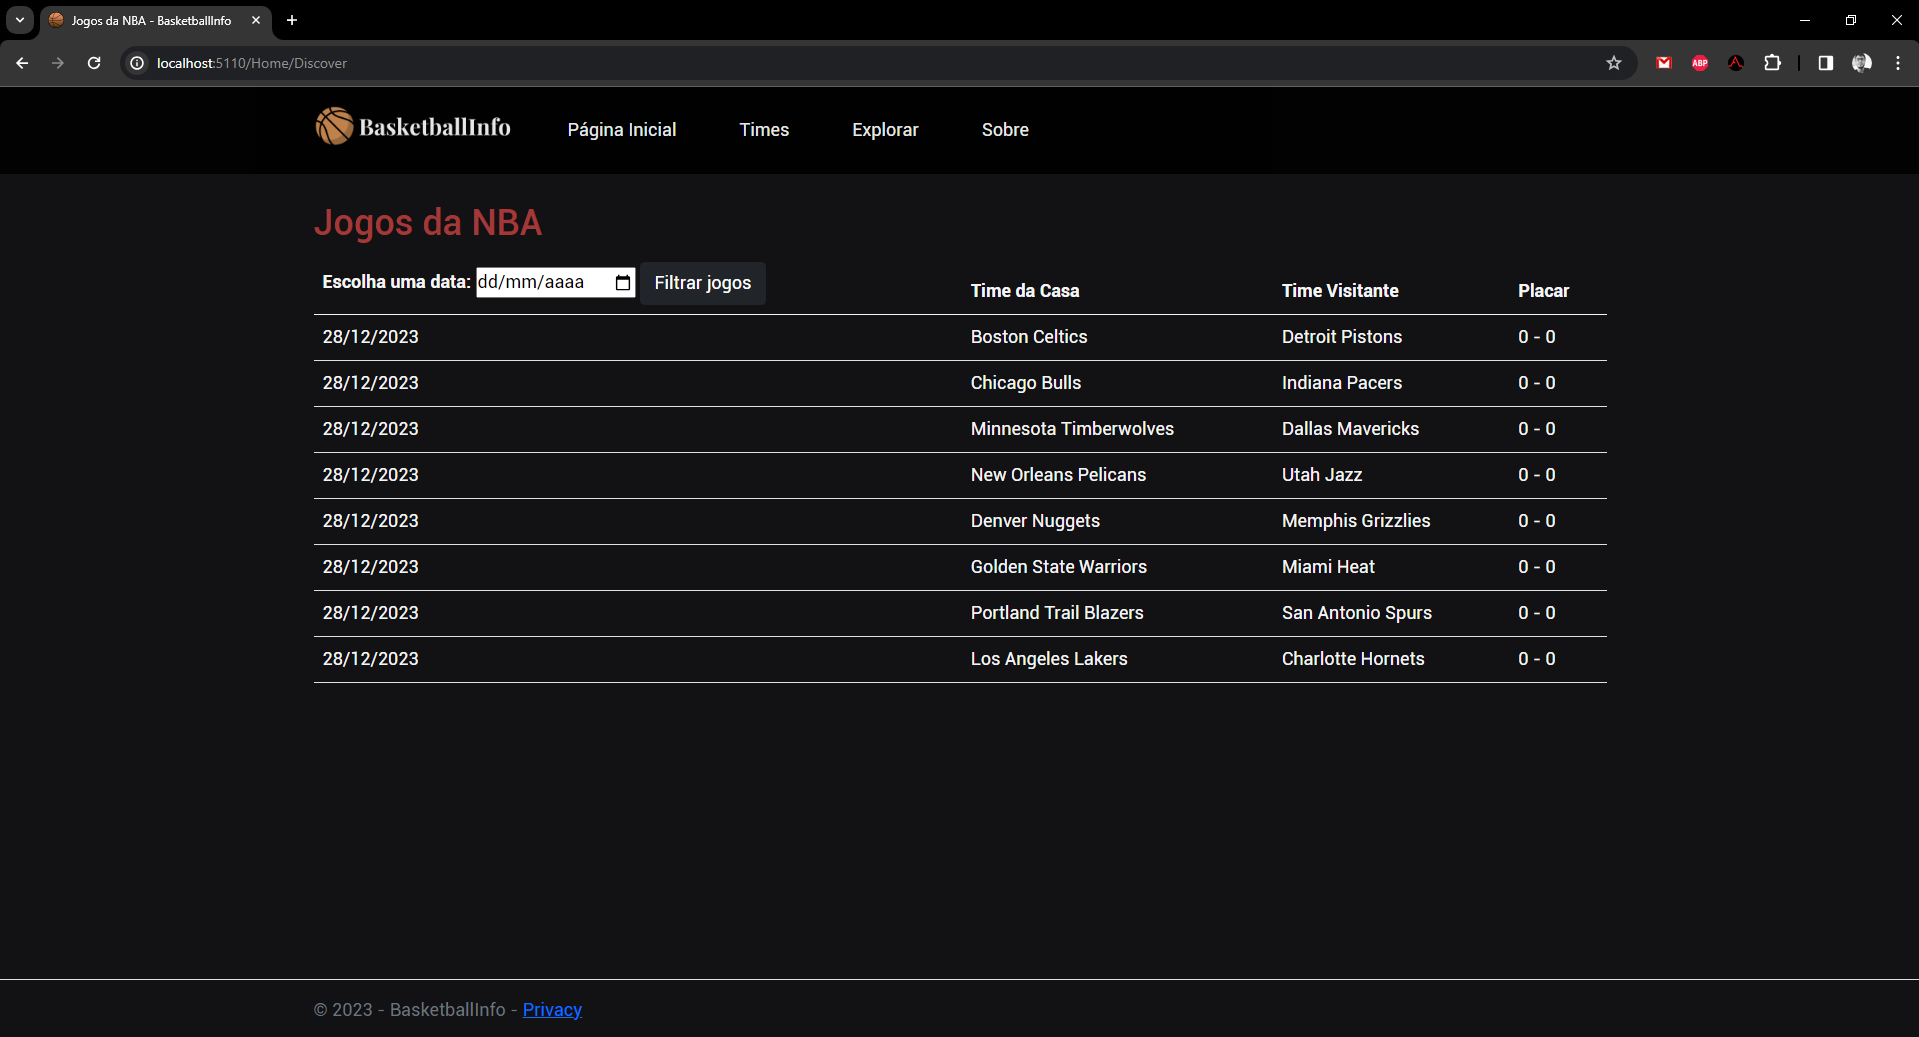 Jogos da NBA - BasketballInfo
localhost:5110/Home/Discover
ABP
BasketballInfo Página Inicial Times Explorar Sobre
Jogos da NBA
Escolha uma data: dd/mm/aaaa Filtrar jogos Time da Casa Time Visitante Placar
28/12/2023 Boston Celtics Detroit Pistons 0 - 0
28/12/2023 Chicago Bulls Indiana Pacers 0 - 0
28/12/2023 Minnesota Timberwolves Dallas Mavericks 0 - 0
28/12/2023 New Orleans Pelicans Utah Jazz 0 - 0
28/12/2023 Denver Nuggets Memphis Grizzlies 0 - 0
28/12/2023 Golden State Warriors Miami Heat 0 - 0
28/12/2023 Portland Trail Blazers San Antonio Spurs 0 - 0
28/12/2023 Los Angeles Lakers Charlotte Hornets 0 - 0
© 2023 - BasketballInfo - Privacy